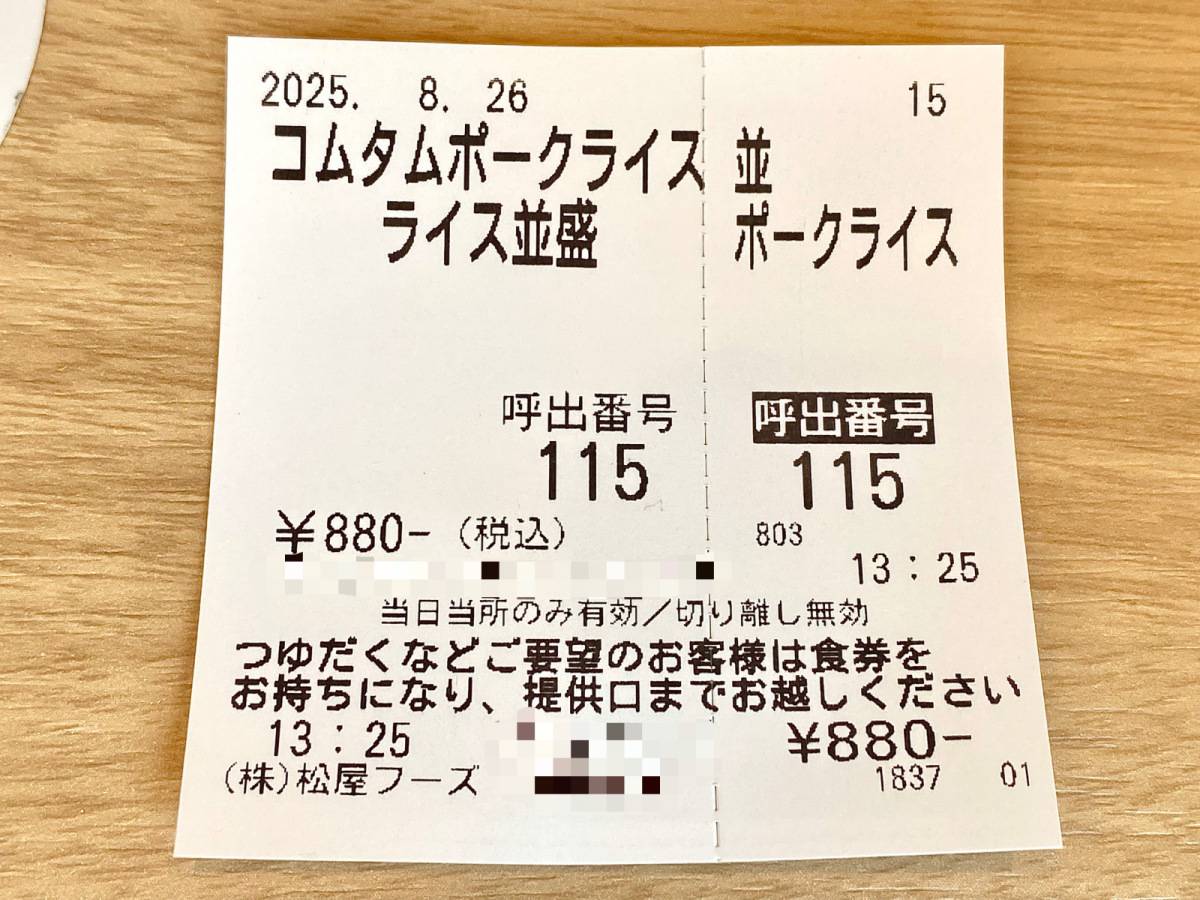 2025. 8. 26 15
コムタムポークライス 並
ライス並盛 ポークライス
呼出番号 呼出番号
115 115
¥880-(税込) 803
13:25
当日当所のみ有効/切り離し無効
つゆだくなどご要望のお客様は食券を
お持ちになり、提供口までお越しください
13:25 ¥880-
(株)松屋フーズ 1837 01